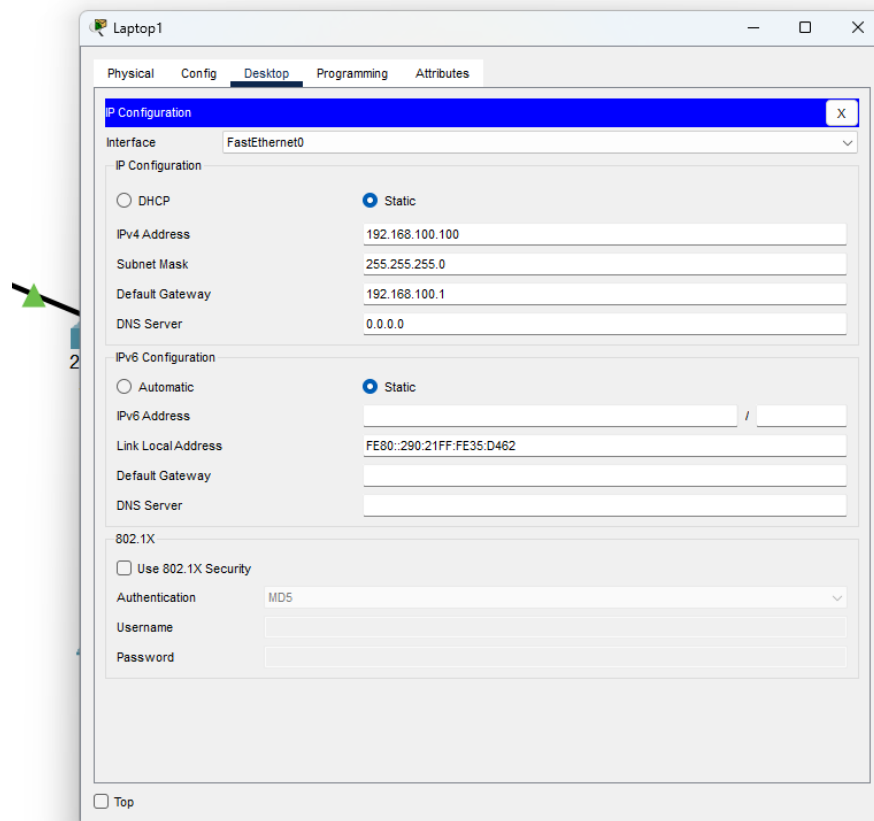 Laptop1
Physical Config Desktop Programming Attributes
IP Configuration X
Interface FastEthernet0
IP Configuration
DHCP Static
IPv4 Address 192.168.100.100
Subnet Mask 255.255.255.0
Default Gateway 192.168.100.1
DNS Server 0.0.0.0
2
IPv6 Configuration
Automatic Static
IPv6 Address /
Link Local Address FE80::290:21FF:FE35:D462
Default Gateway
DNS Server
802.1X
Use 802.1X Security
Authentication MD5
Username
Password
Top